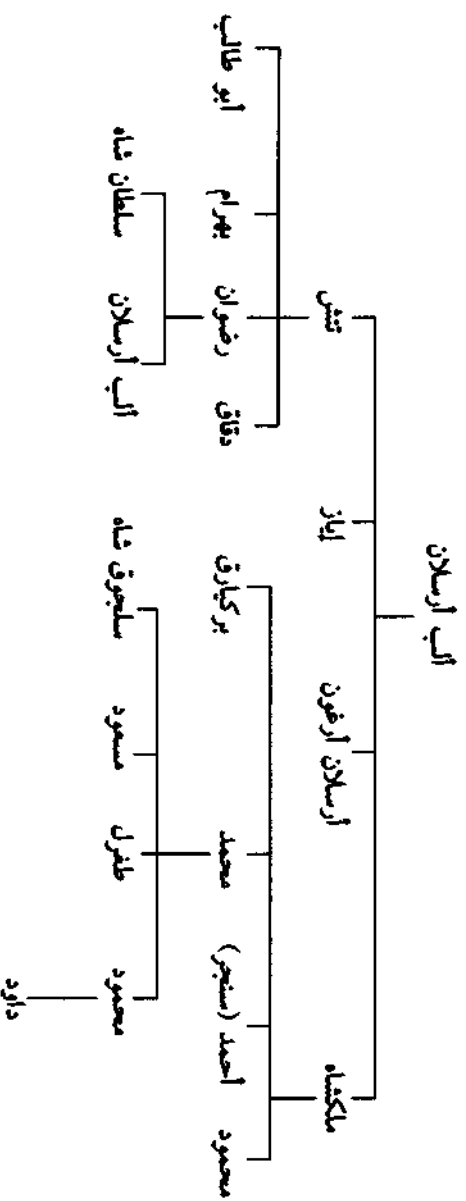 ألب أرسلان
ملكشاه أرسلان أرغون إياز تتش
محمود أحمد (سنجر) محمد بركيارق دقاق رضوان بهرام أبو طالب
محمود طغرل مسعود سلجوق شاه ألب أرسلان سلطان شاه
داود